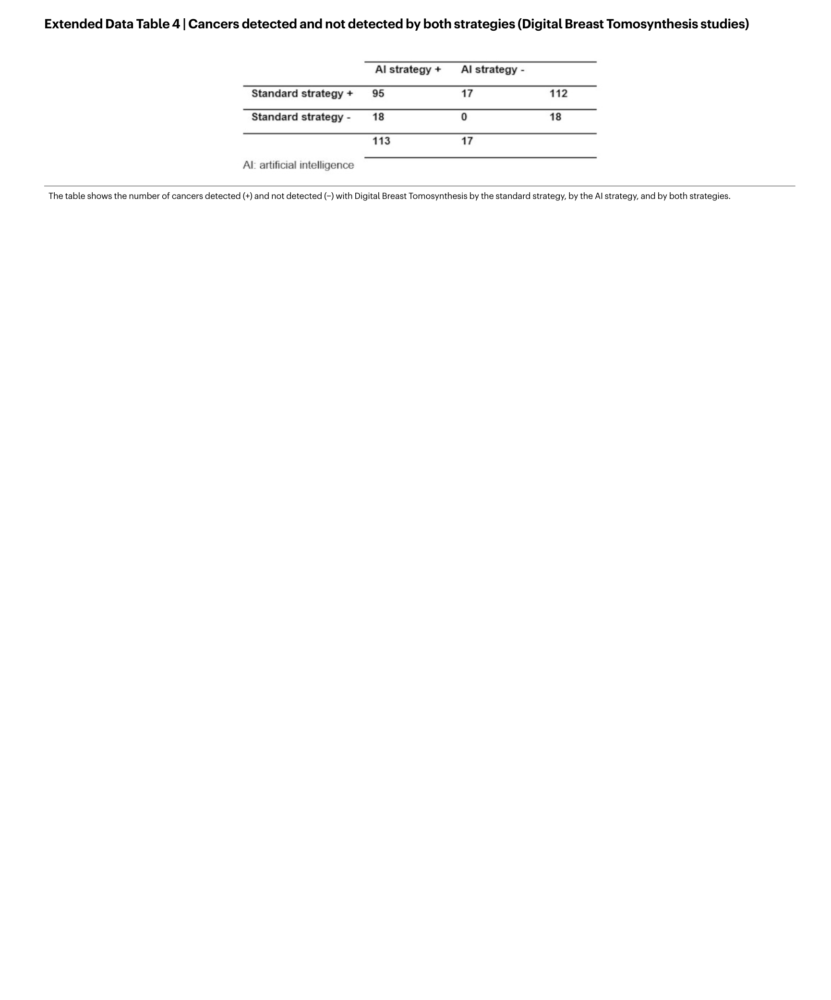 Extended Data Table 4 | Cancers detected and not detected by both strategies (Digital Breast Tomosynthesis studies)
AI strategy + AI strategy -
Standard strategy + 95 17 112
Standard strategy - 18 0 18
113 17
AI: artificial intelligence
The table shows the number of cancers detected (+) and not detected (−) with Digital Breast Tomosynthesis by the standard strategy, by the AI strategy, and by both strategies.